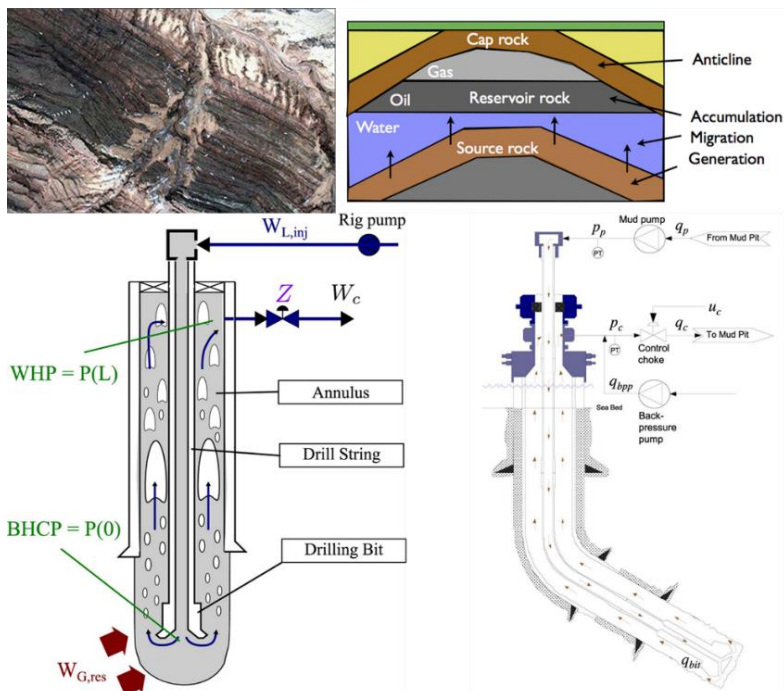 Cap rock
Anticline
Gas
Oil
Reservoir rock
Accumulation
Water
Migration
Source rock
Generation
W_L,inj
Rig pump
Z
W_c
WHP = P(L)
Annulus
Drill String
BHCP = P(0)
Drilling Bit
W_G,res
Mud pump
p_p
q_p
From Mud Pit
PT
u_c
p_c
q_c
To Mud Pit
PT
Control
choke
q_bpp
Sea Bed
Back-
pressure
pump
q_bit